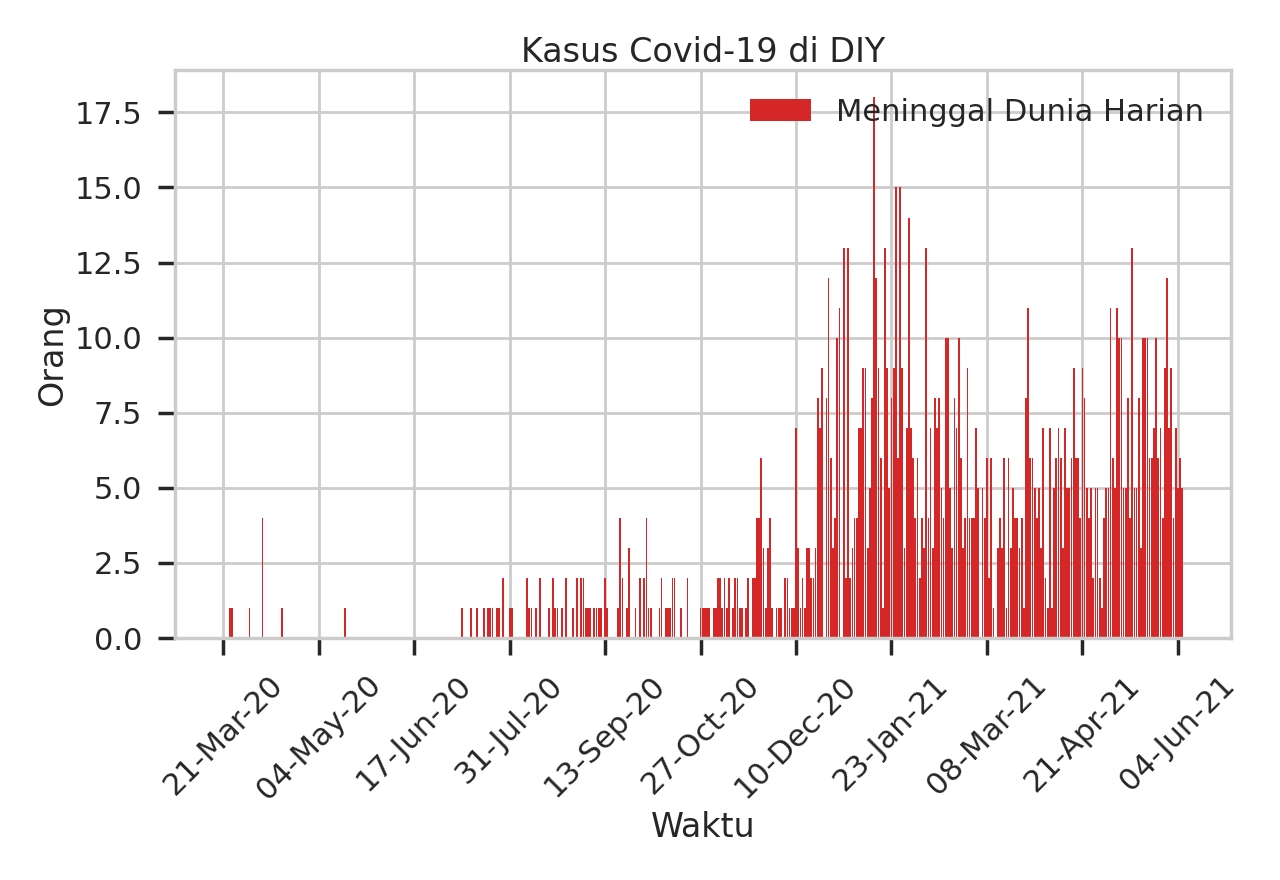 Kasus Covid-19 di DIY
Meninggal Dunia Harian
17.5
15.0
12.5
10.0
7.5
5.0
2.5
0.0
Orang
21-Mar-20
04-May-20
17-Jun-20
31-Jul-20
13-Sep-20
27-Oct-20
10-Dec-20
23-Jan-21
08-Mar-21
21-Apr-21
04-Jun-21
Waktu